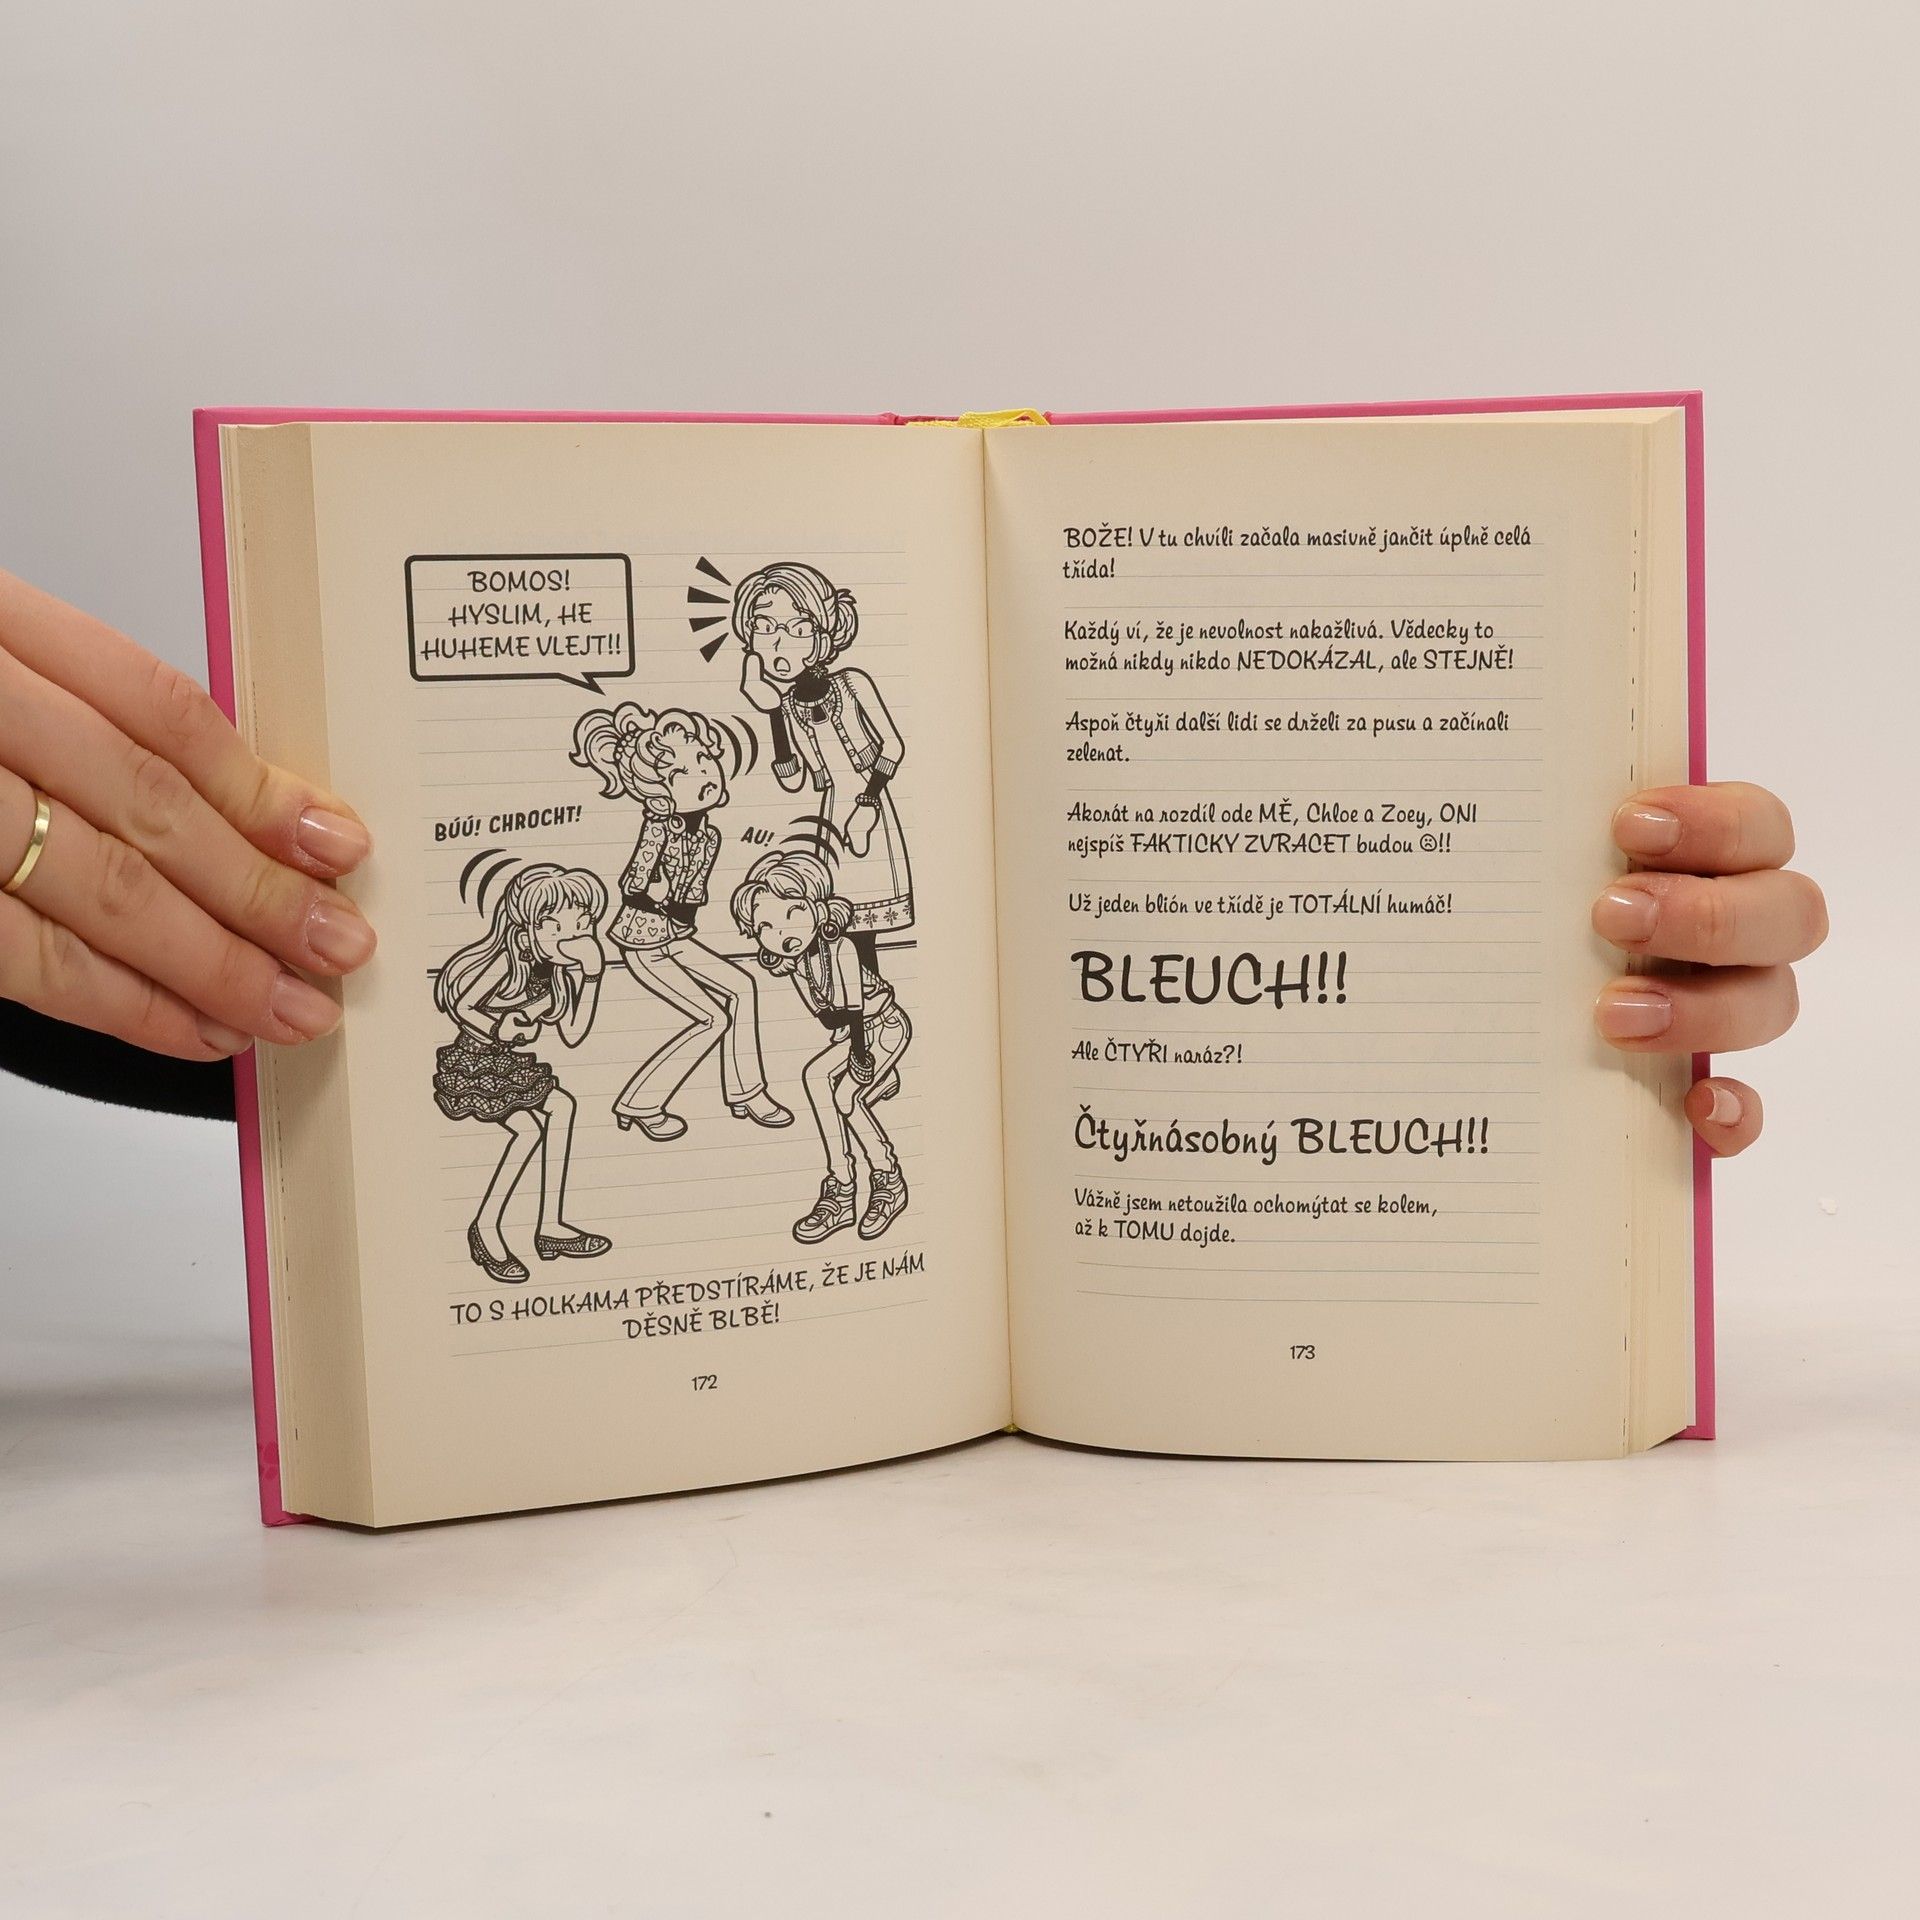 BOMOS!
HYSLIM, HE
HUHEME VLEJT!!
BÚÚ! CHROCHT!
AU!
TO S HOLKAMA PŘEDSTÍRÁME, ŽE JE NÁM
DĚSNĚ BLBĚ!
172
BOŽE! V tu chvíli začala masivně jančit úplně celá
třída!
Každý ví, že je nevolnost nakažlivá. Vědecky to
možná nikdy nikdo NEDOKÁZAL, ale STEJNĚ!
Aspoň čtyři další lidi se drželi za pusu a začínali
zelenat.
Akorát na rozdíl ode MĚ, Chloe a Zoey, ONI
nejspíš FAKTICKY ZVRACET budou ☹!!
Už jeden blión ve třídě je TOTÁLNÍ humáč!
BLEUCH!!
Ale ČTYŘI naráz?!
Čtyřnásobný BLEUCH!!
Vážně jsem netoužila ochomýtat se kolem,
až k TOMU dojde.
173